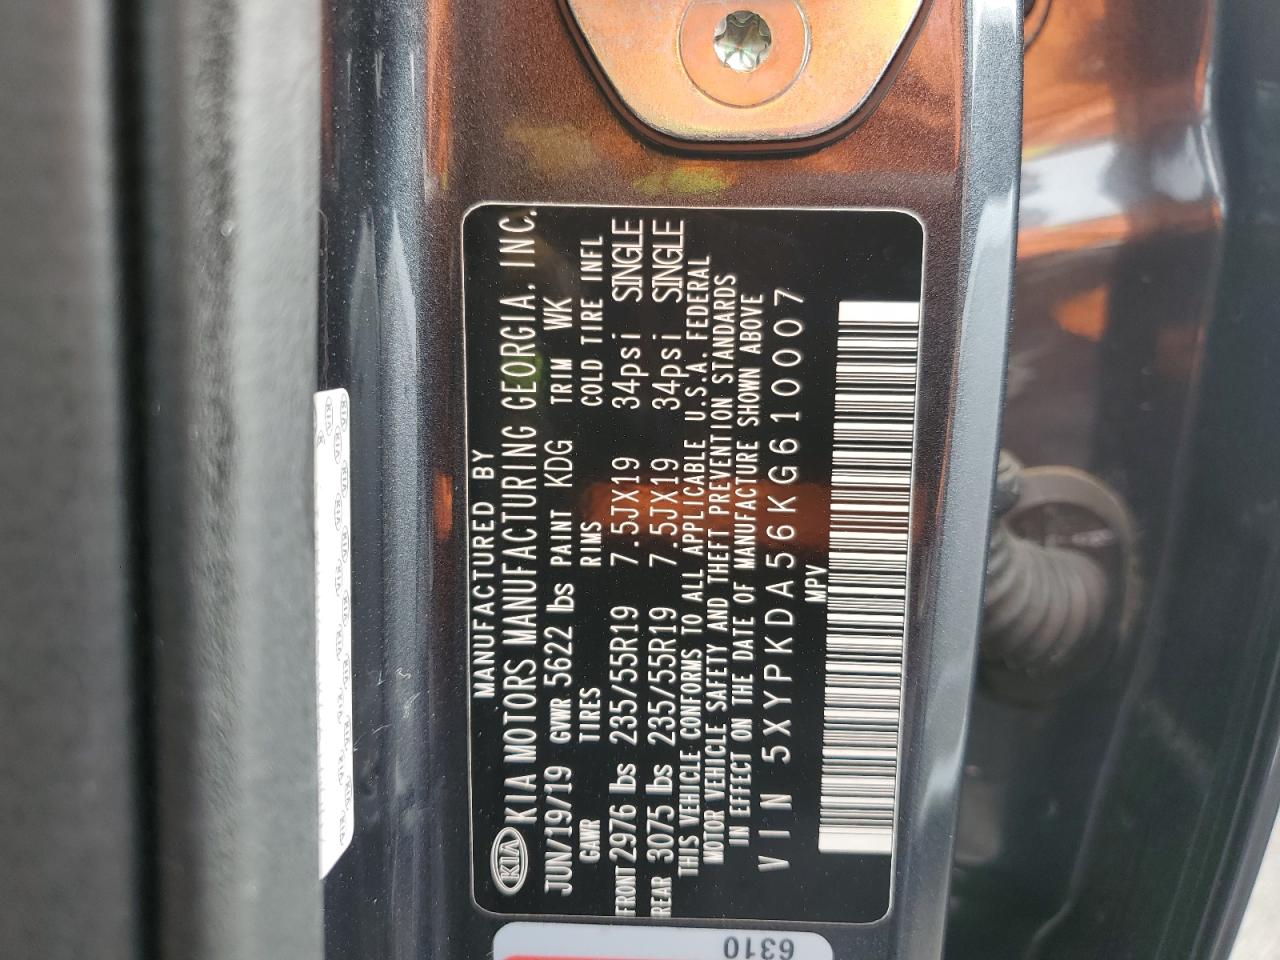 MANUFACTURED BY
KIA KIA MOTORS MANUFACTURING GEORGIA, INC.
JUN/19/19 GVWR 5622 lbs PAINT KDG TRIM WK
GAWR TIRES RIMS COLD TIRE INFL
FRONT 2976 lbs 235/55R19 7.5JX19 34psi SINGLE
REAR 3075 lbs 235/55R19 7.5JX19 34psi SINGLE
THIS VEHICLE CONFORMS TO ALL APPLICABLE U.S.A. FEDERAL
MOTOR VEHICLE SAFETY AND THEFT PREVENTION STANDARDS
IN EFFECT ON THE DATE OF MANUFACTURE SHOWN ABOVE
VIN 5XYPKDA56KG610007
MPV
6310